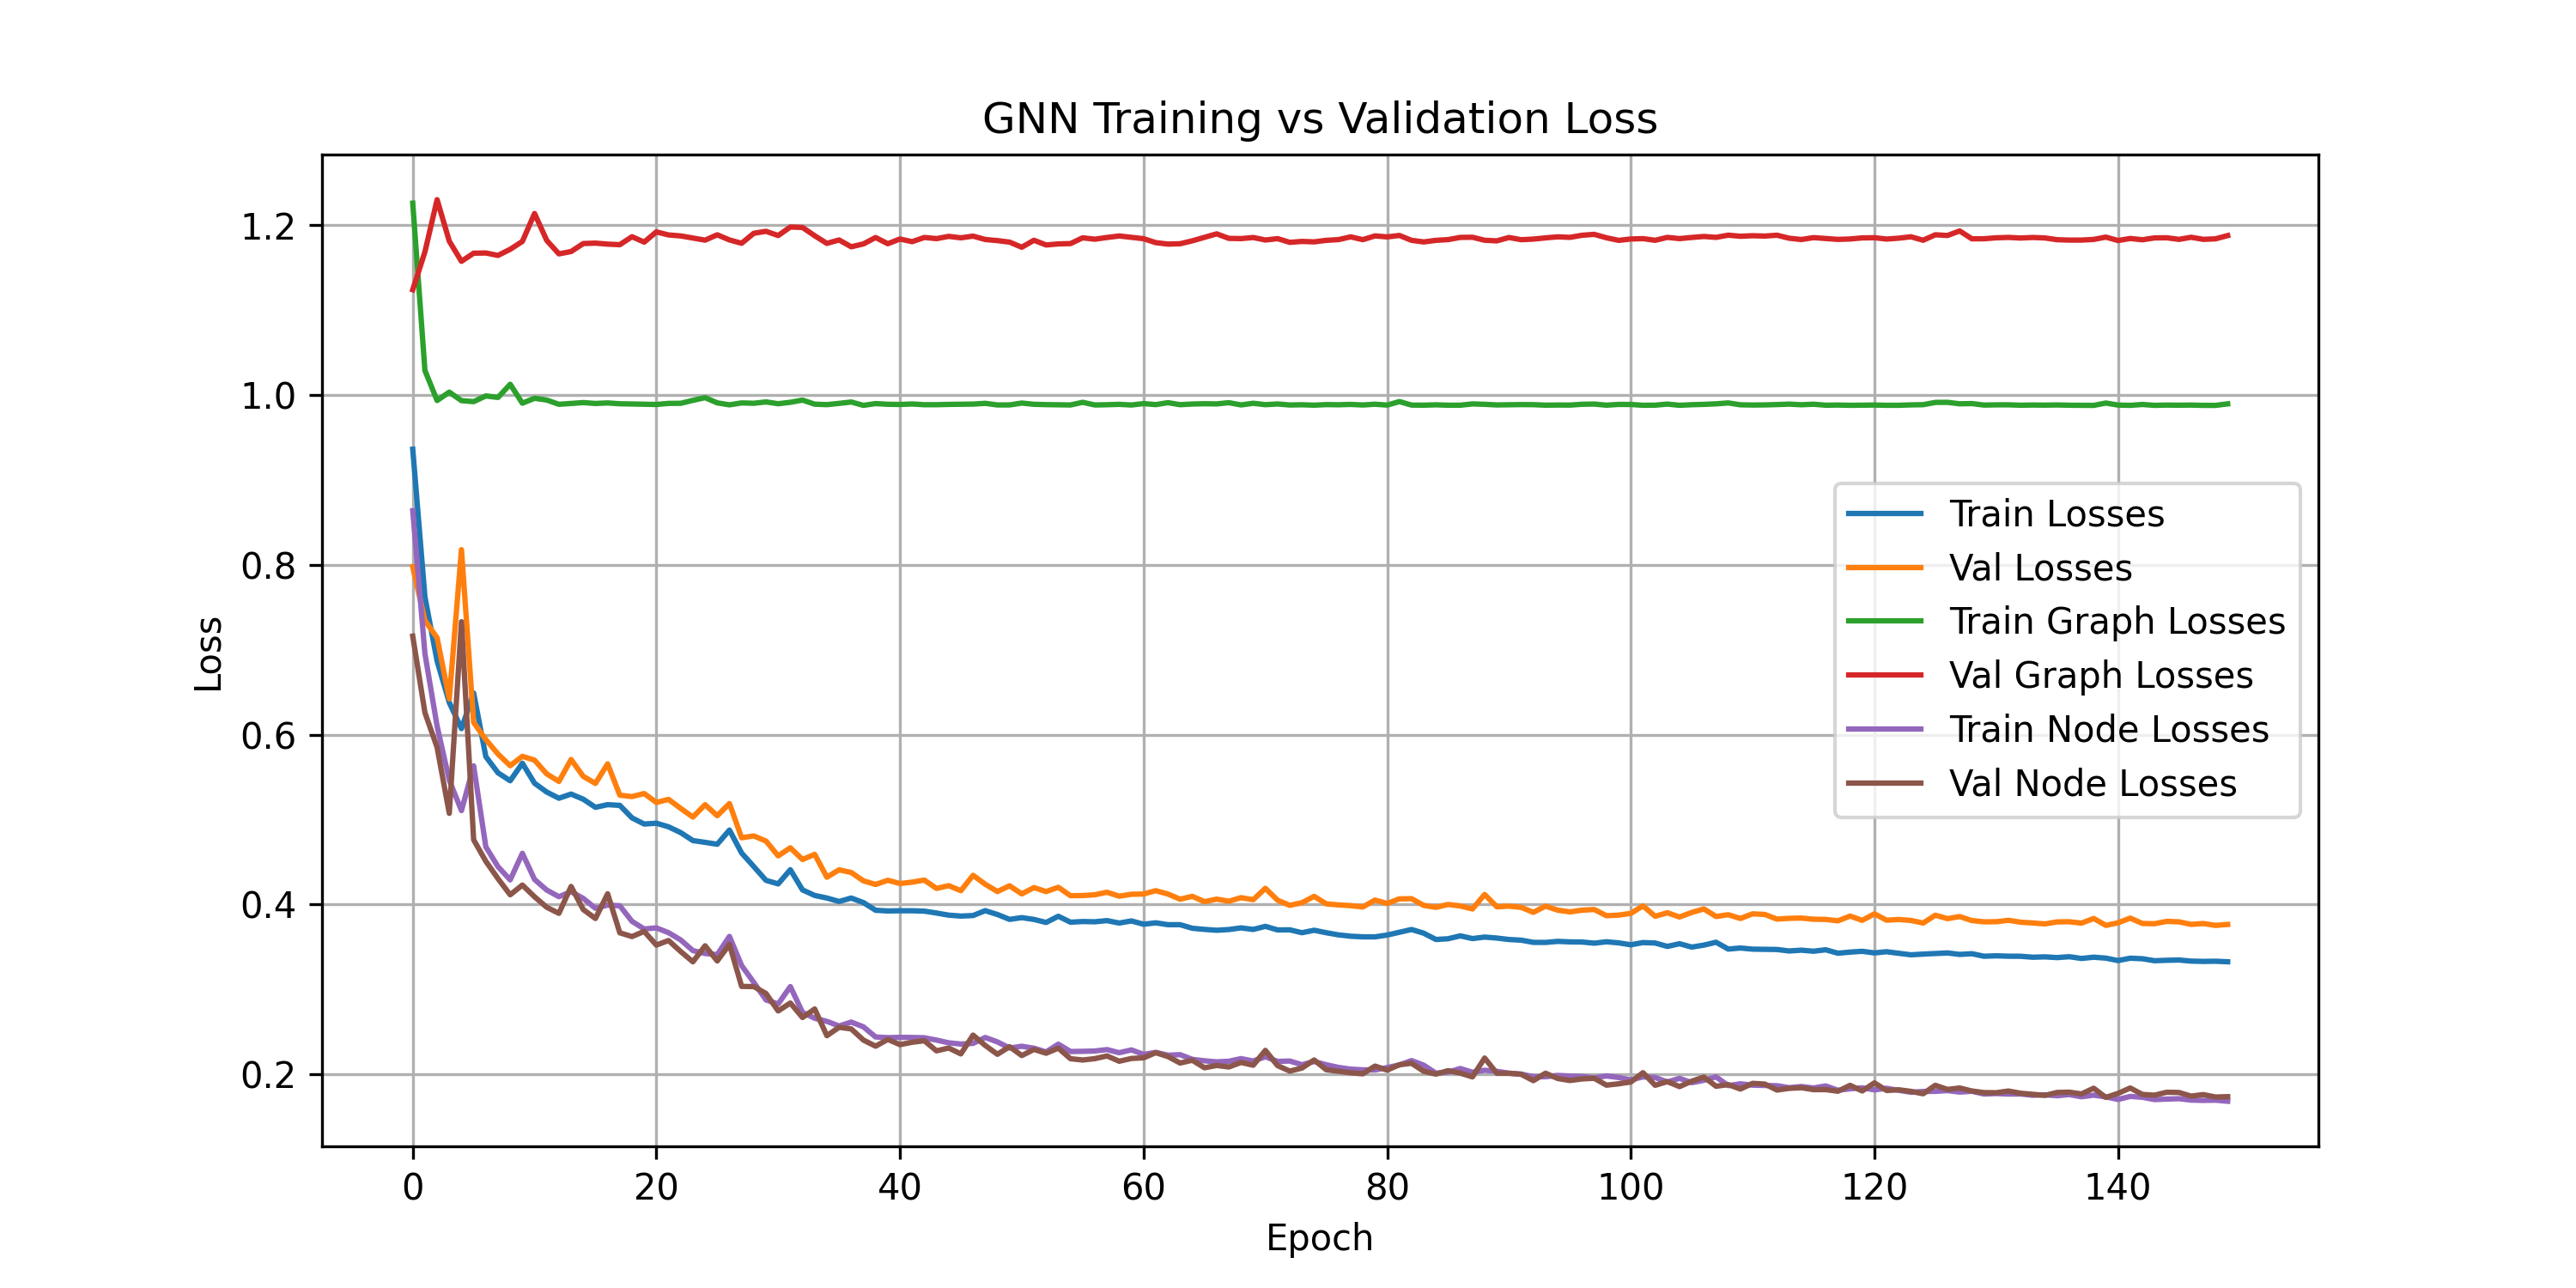 GNN Training vs Validation Loss
1.2
1.0
0.8
0.6
0.4
0.2
Loss
Train Losses
Val Losses
Train Graph Losses
Val Graph Losses
Train Node Losses
Val Node Losses
0 20 40 60 80 100 120 140
Epoch